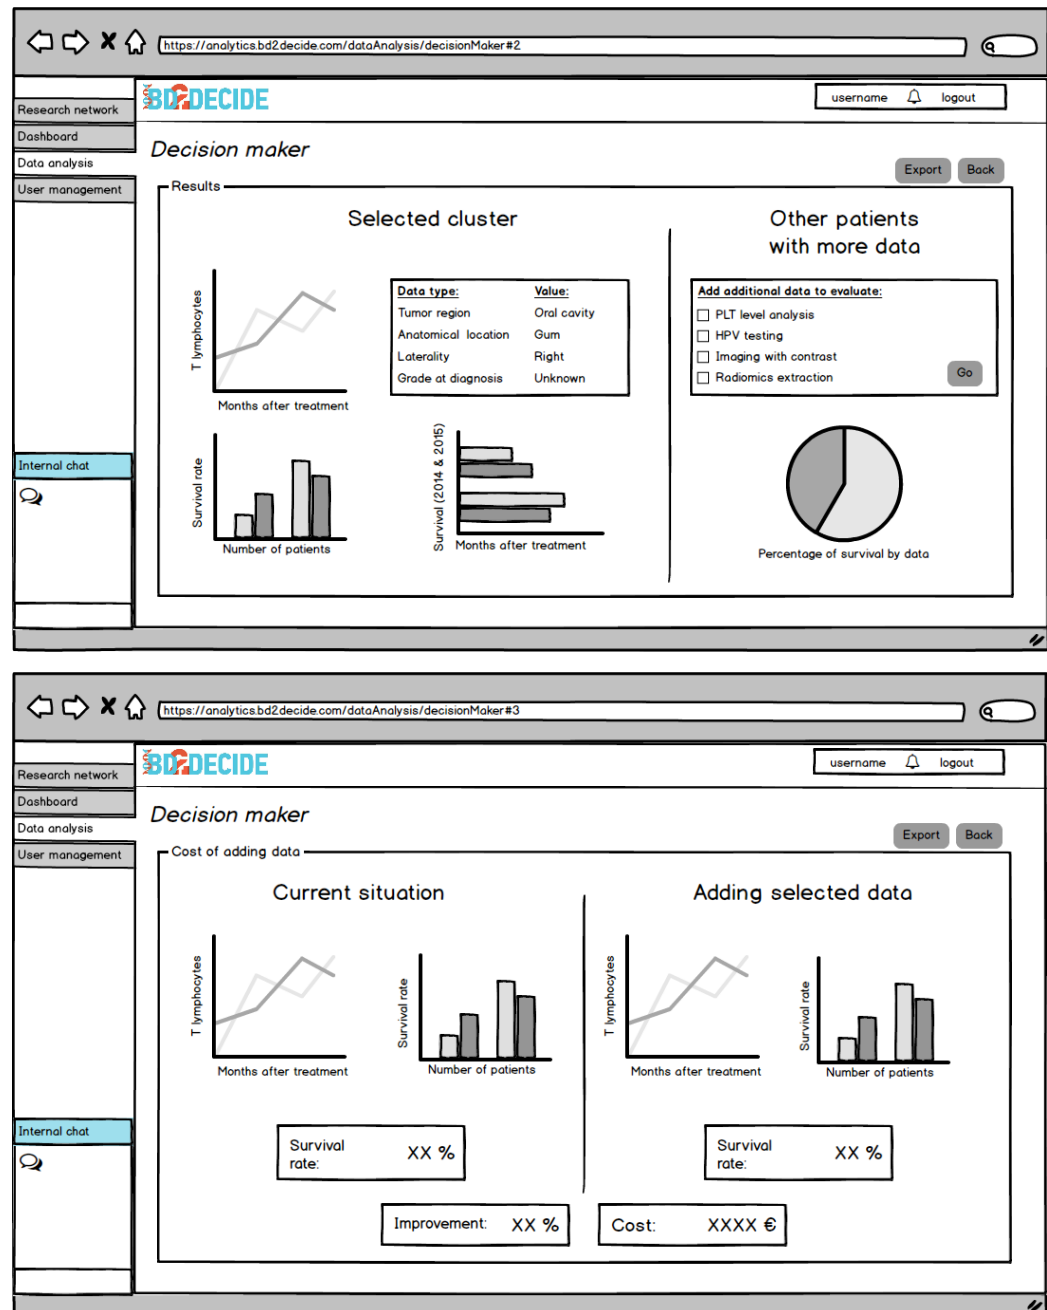 https://analytics.bd2decide.com/dataAnalysis/decisionMaker#2
BD2DECIDE
username logout
Research network
Dashboard
Data analysis
User management
Decision maker
Export Back
Results
Selected cluster
T lymphocytes
Months after treatment
Data type: Value:
Tumor region Oral cavity
Anatomical location Gum
Laterality Right
Grade at diagnosis Unknown
Survival rate
Number of patients
Survival (2014 & 2015)
Months after treatment
Other patients
with more data
Add additional data to evaluate:
PLT level analysis
HPV testing
Imaging with contrast
Radiomics extraction
Go
Percentage of survival by data
Internal chat
https://analytics.bd2decide.com/dataAnalysis/decisionMaker#3
BD2DECIDE
username logout
Research network
Dashboard
Data analysis
User management
Decision maker
Export Back
Cost of adding data
Current situation
T lymphocytes
Months after treatment
Survival rate
Number of patients
Survival
rate:
XX %
Adding selected data
T lymphocytes
Months after treatment
Survival rate
Number of patients
Survival
rate:
XX %
Improvement: XX %
Cost: XXXX €
Internal chat